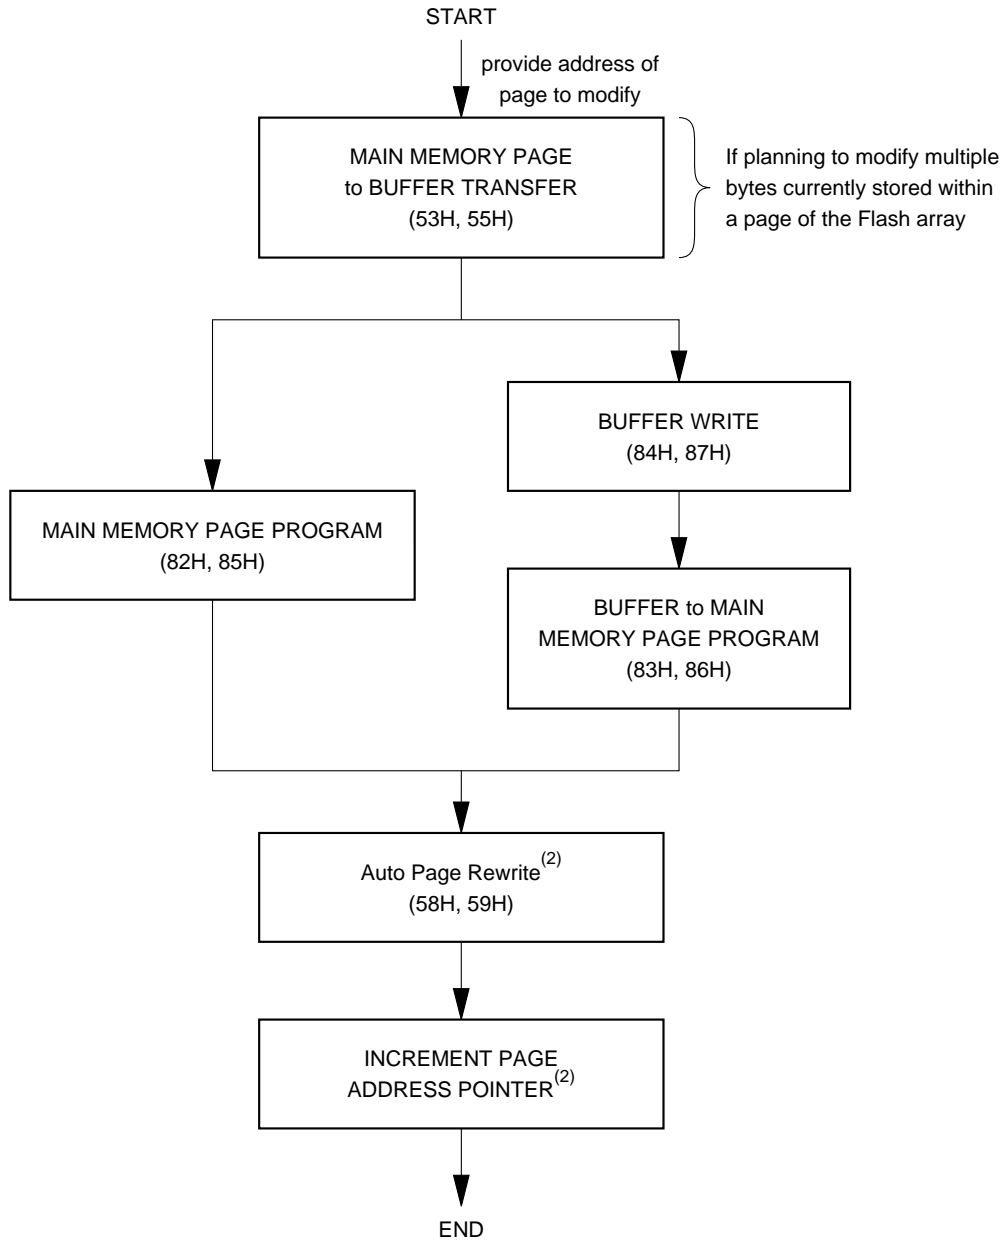 START
provide address of
page to modify
MAIN MEMORY PAGE
to BUFFER TRANSFER
(53H, 55H)
If planning to modify multiple
bytes currently stored within
a page of the Flash array
BUFFER WRITE
(84H, 87H)
MAIN MEMORY PAGE PROGRAM
(82H, 85H)
BUFFER to MAIN
MEMORY PAGE PROGRAM
(83H, 86H)
Auto Page Rewrite(2)
(58H, 59H)
INCREMENT PAGE
ADDRESS POINTER(2)
END